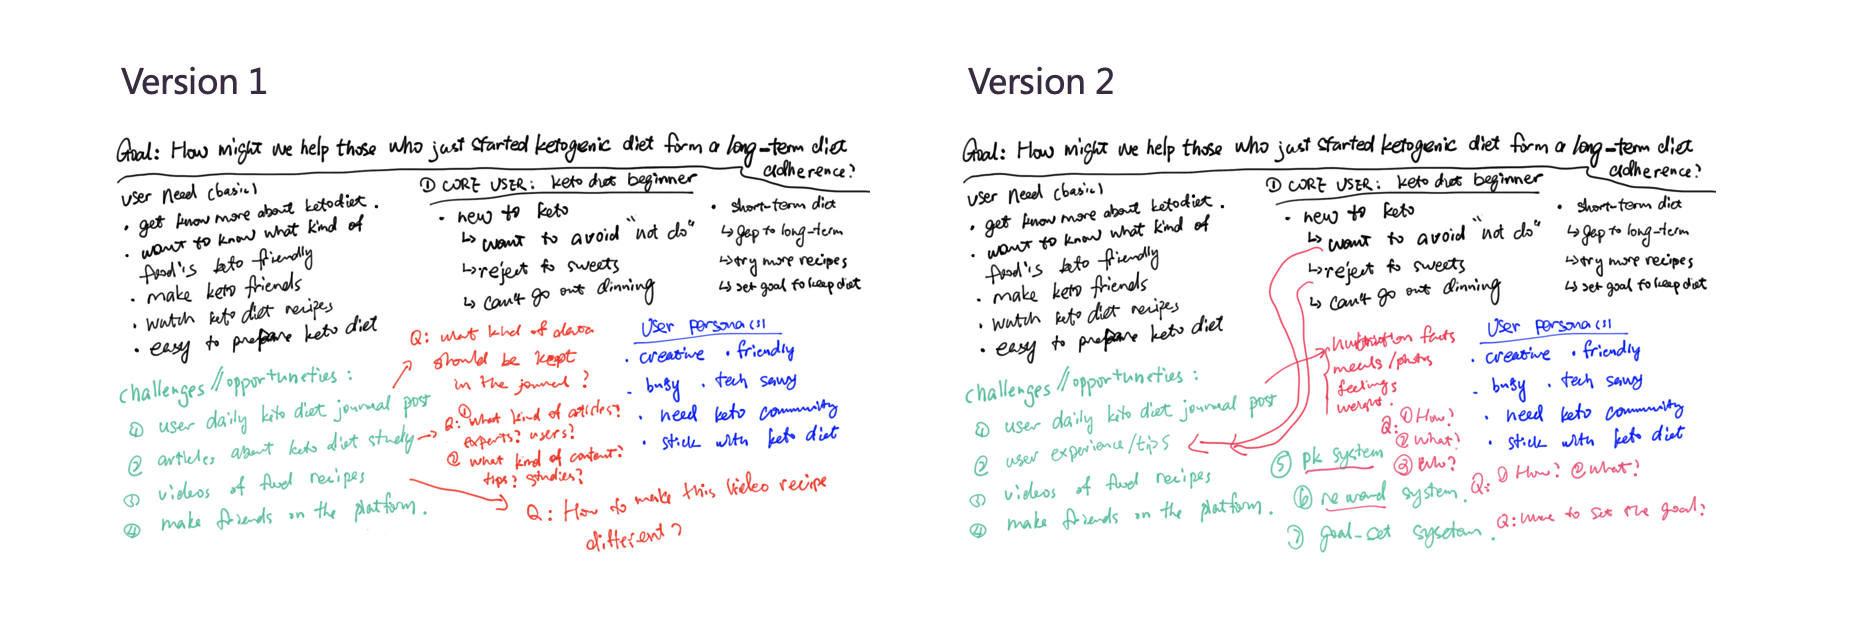 Version 1
Goal: How might we help those who just started ketogenic diet form a long-term diet
adherence?
user need (basic)
• get know more about ketodiet.
• want to know what kind of
food's keto friendly
• make keto friends
• watch keto diet recipes
• easy to prepare keto diet
① CORE USER: keto diet beginner
• new to keto
↳ want to avoid "not do"
↳ reject to sweets
↳ can't go out dinning
• short-term diet
↳ gep to long-term
↳ try more recipes
↳ set goal to keep diet
Q: what kind of data
should be kept
in the journal?
User persona(s)
• creative • friendly
• busy • tech savvy
• need keto community
• stick with keto diet
challenges // opportuneties:
① user daily keto diet journal post
② articles about keto diet study
③ videos of food recipes
④ make friends on the platform.
Q: ① What kind of articles?
experts? users?
② what kind of content?
tips? studies?
Q: How to make this video recipe
different?
Version 2
Goal: How might we help those who just started ketogenic diet form a long-term diet
adherence?
user need (basic)
• get know more about ketodiet.
• want to know what kind of
food's keto friendly
• make keto friends
• watch keto diet recipes
• easy to prepare keto diet
① CORE USER: keto diet beginner
• new to keto
↳ want to avoid "not do"
↳ reject to sweets
↳ can't go out dinning
• short-term diet
↳ gep to long-term
↳ try more recipes
↳ set goal to keep diet
nutrition facts
meals/photos
feelings
weight.
User persona(s)
• creative • friendly
• busy • tech savvy
• need keto community
• stick with keto diet
challenges // opportuneties:
① user daily keto diet journal post
② user experience/tips
③ videos of food recipes
④ make friends on the platform.
⑤ pk system
Q: ① How?
② What?
③ Who?
⑥ reward system.
Q: ① How? ② What?
⑦ goal-set sysetem.
Q: to set the goal?